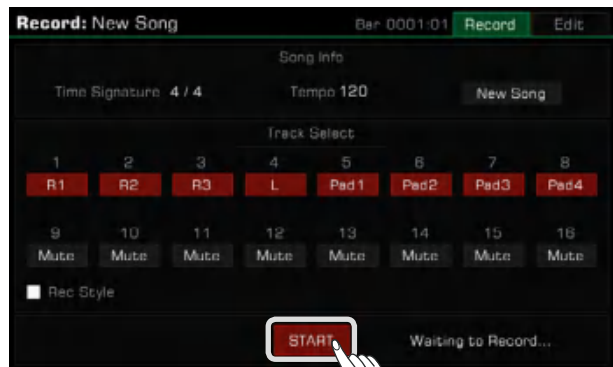 Record: New Song Bar 0001:01 Record Edit
Song Info
Time Signature 4 / 4 Tempo 120 New Song
Track Select
1 2 3 4 5 6 7 8
R1 R2 R3 L Pad1 Pad2 Pad3 Pad4
9 10 11 12 13 14 15 16
Mute Mute Mute Mute Mute Mute Mute Mute
Rec Style
START Waiting to Record...